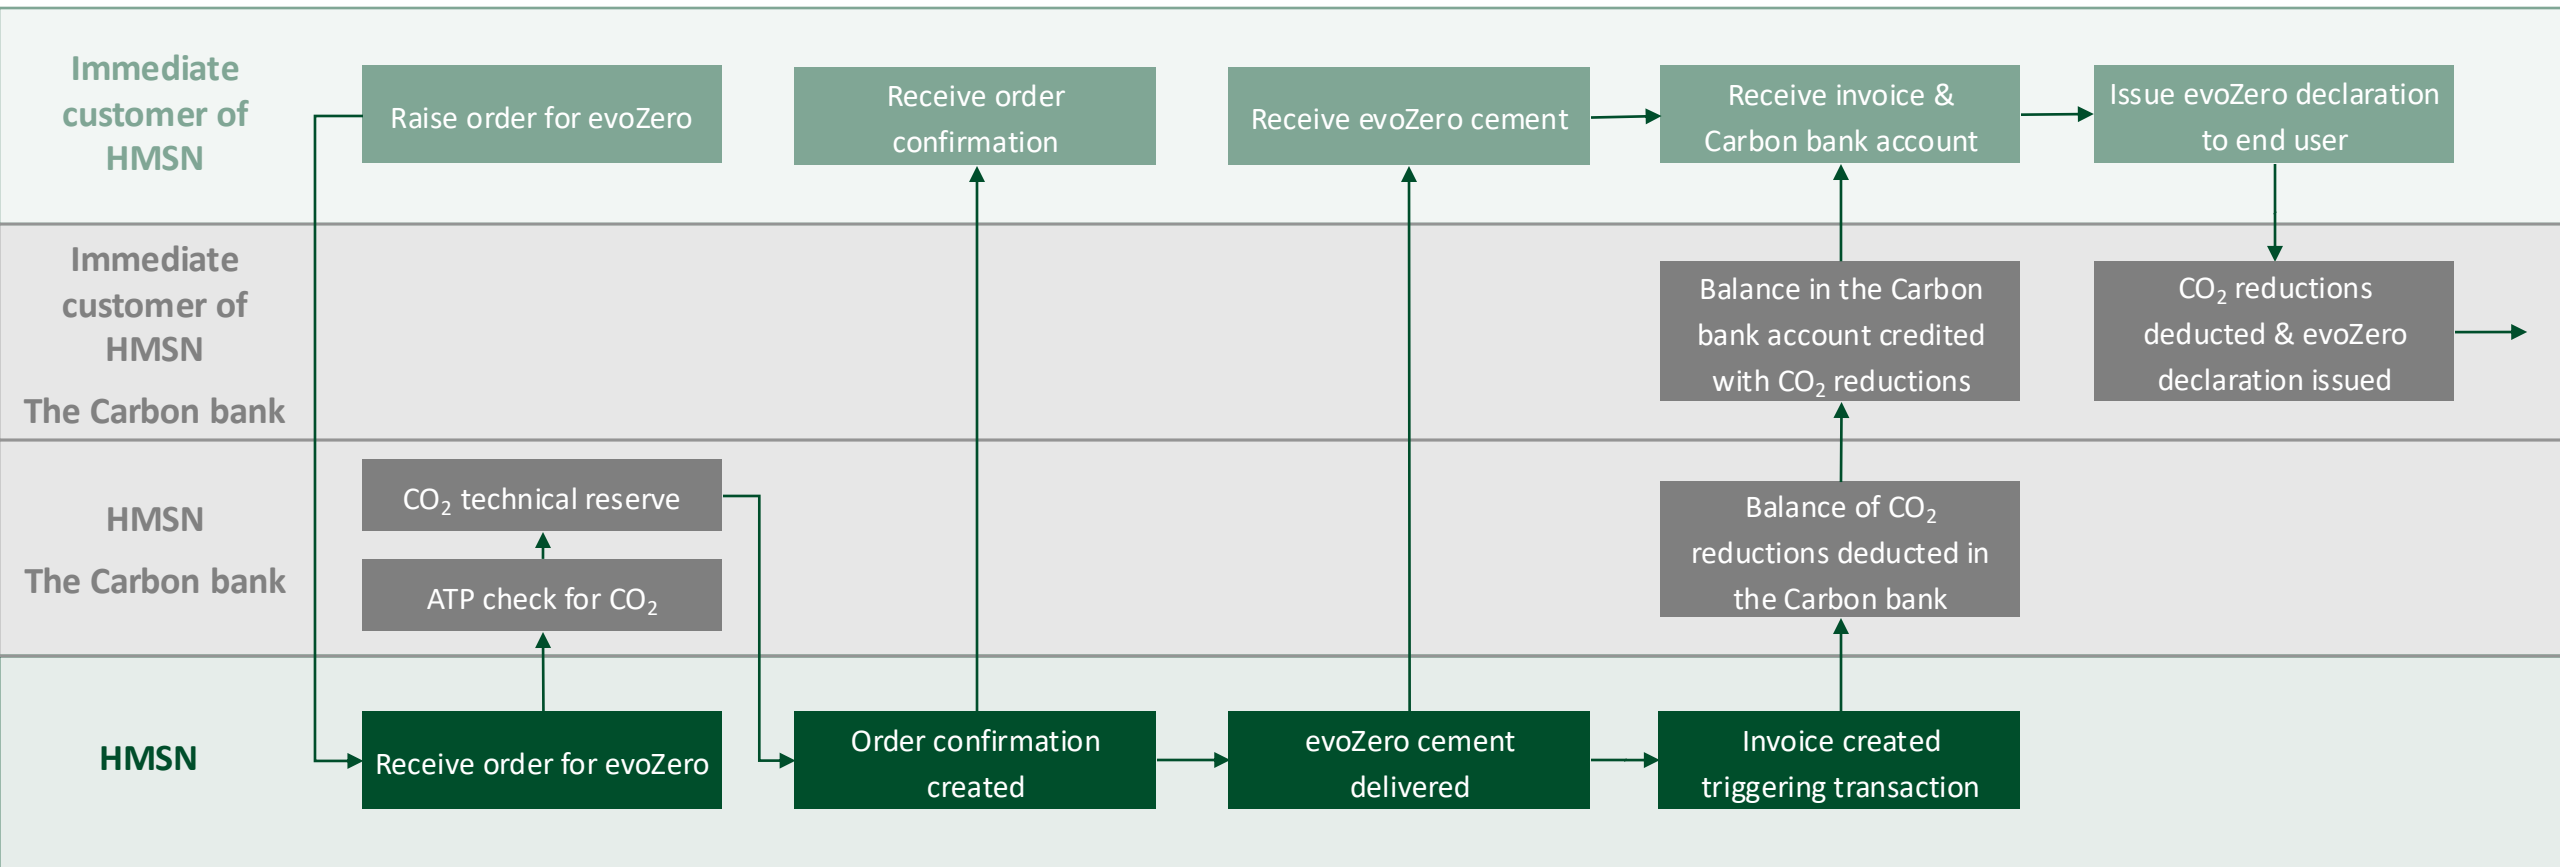 Immediate
customer of
HMSN
Raise order for evoZero
Receive order
confirmation
Receive evoZero cement
Receive invoice &
Carbon bank account
Issue evoZero declaration
to end user
Immediate
customer of
HMSN
The Carbon bank
Balance in the Carbon
bank account credited
with CO₂ reductions
CO₂ reductions
deducted & evoZero
declaration issued
HMSN
The Carbon bank
CO₂ technical reserve
ATP check for CO₂
Balance of CO₂
reductions deducted in
the Carbon bank
HMSN
Receive order for evoZero
Order confirmation
created
evoZero cement
delivered
Invoice created
triggering transaction